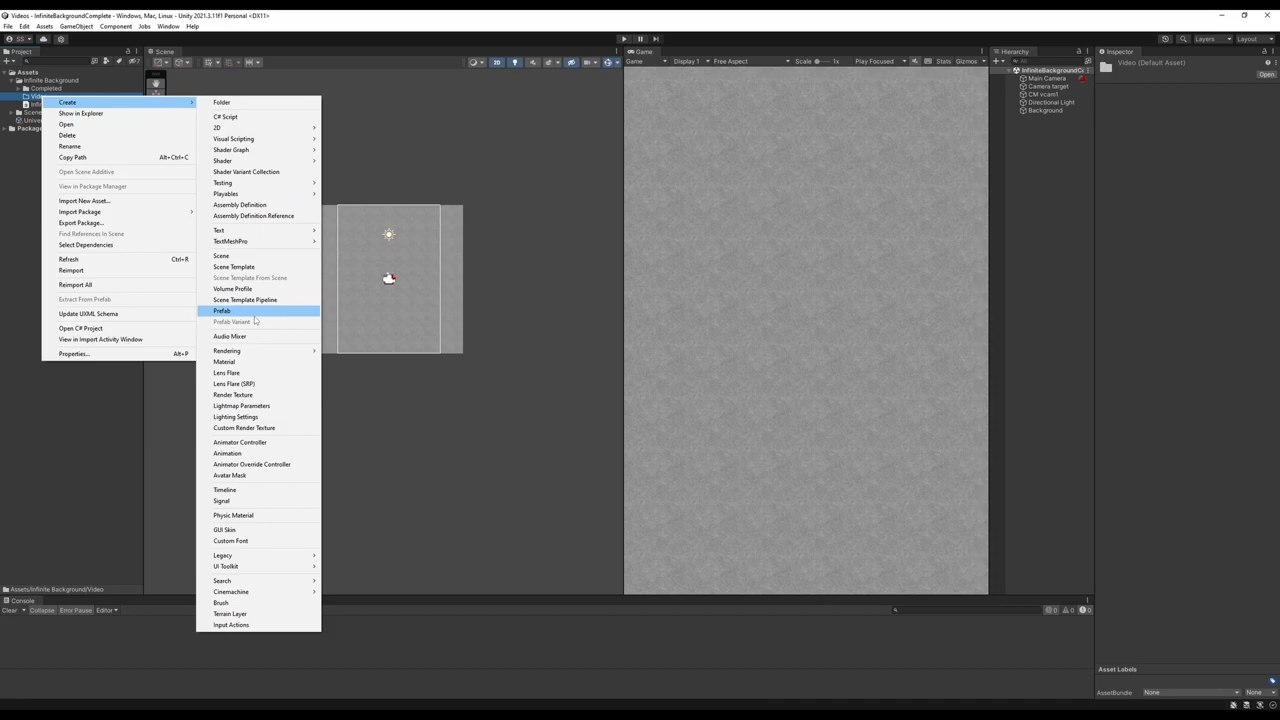 Videos - InfiniteBackgroundComplete - Windows, Mac, Linux - Unity 2021.3.11f1 Personal <DX11>
File Edit Assets GameObject Component Jobs Window Help
SS Layers Layout
Project Scene Game Hierarchy Inspector
2D Game Display 1 Free Aspect Scale 1x Play Focused Stats Gizmos All
Assets
Infinite Background
Completed
InfiniteBackgroundCo
Main Camera
Camera target
CM vcam1
Directional Light
Background
Video (Default Asset)
Open
Create
Show in Explorer
Open
Delete
Rename
Copy Path Alt+Ctrl+C
Open Scene Additive
View in Package Manager
Import New Asset...
Import Package
Export Package...
Find References In Scene
Select Dependencies
Refresh Ctrl+R
Reimport
Reimport All
Extract From Prefab
Update UXML Schema
Open C# Project
View in Import Activity Window
Properties... Alt+P
Folder
C# Script
2D
Visual Scripting
Shader Graph
Shader
Shader Variant Collection
Testing
Playables
Assembly Definition
Assembly Definition Reference
Text
TextMeshPro
Scene
Scene Template
Scene Template From Scene
Volume Profile
Scene Template Pipeline
Prefab
Prefab Variant
Audio Mixer
Rendering
Material
Lens Flare
Lens Flare (SRP)
Render Texture
Lightmap Parameters
Lighting Settings
Custom Render Texture
Animator Controller
Animation
Animator Override Controller
Avatar Mask
Timeline
Signal
Physic Material
GUI Skin
Custom Font
Legacy
UI Toolkit
Search
Cinemachine
Brush
Terrain Layer
Input Actions
Assets/Infinite Background/Video
Console
Clear Collapse Error Pause Editor 0 0 0
Asset Labels
AssetBundle None None